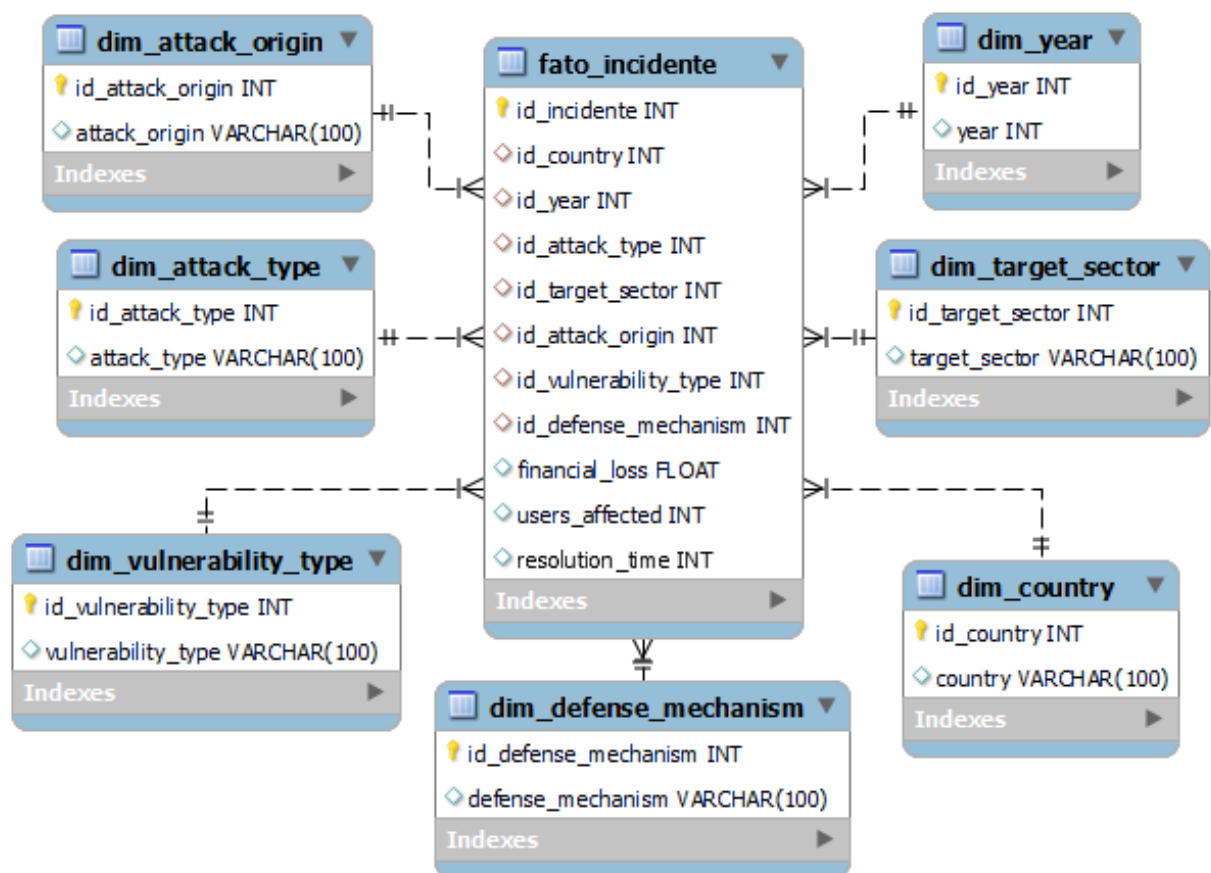 dim_attack_origin
id_attack_origin INT
attack_origin VARCHAR(100)
Indexes
dim_attack_type
id_attack_type INT
attack_type VARCHAR(100)
Indexes
dim_vulnerability_type
id_vulnerability_type INT
vulnerability_type VARCHAR(100)
Indexes
fato_incidente
id_incidente INT
id_country INT
id_year INT
id_attack_type INT
id_target_sector INT
id_attack_origin INT
id_vulnerability_type INT
id_defense_mechanism INT
financial_loss FLOAT
users_affected INT
resolution_time INT
Indexes
dim_defense_mechanism
id_defense_mechanism INT
defense_mechanism VARCHAR(100)
Indexes
dim_year
id_year INT
year INT
Indexes
dim_target_sector
id_target_sector INT
target_sector VARCHAR(100)
Indexes
dim_country
id_country INT
country VARCHAR(100)
Indexes